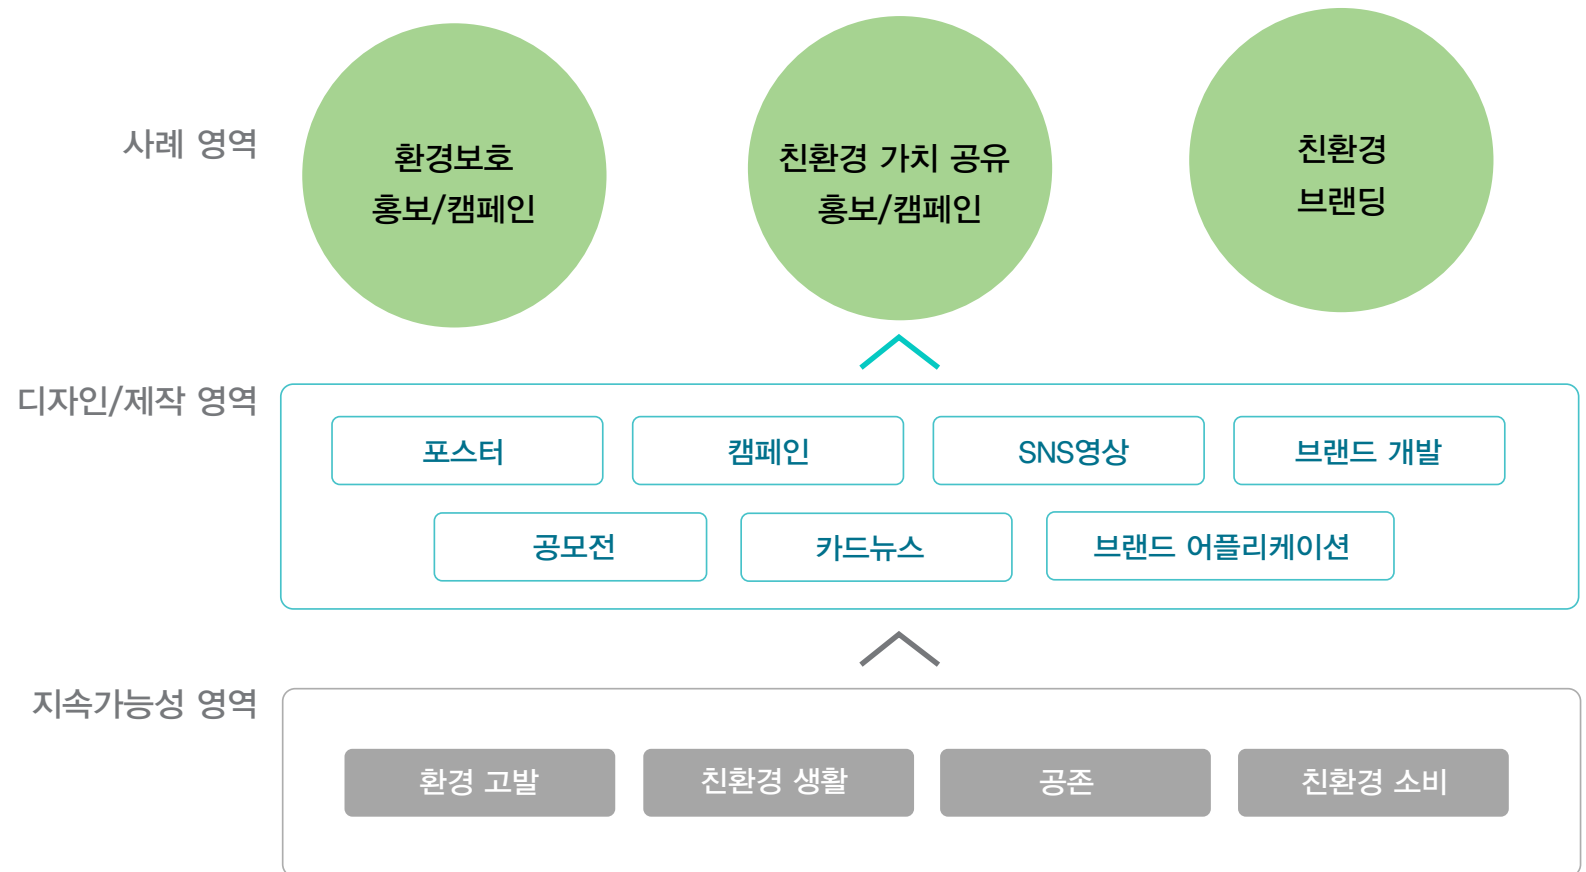 사례 영역
환경보호
홍보/캠페인
친환경 가치 공유
홍보/캠페인
친환경
브랜딩
디자인/제작 영역
포스터
캠페인
SNS영상
브랜드 개발
공모전
카드뉴스
브랜드 어플리케이션
지속가능성 영역
환경 고발
친환경 생활
공존
친환경 소비